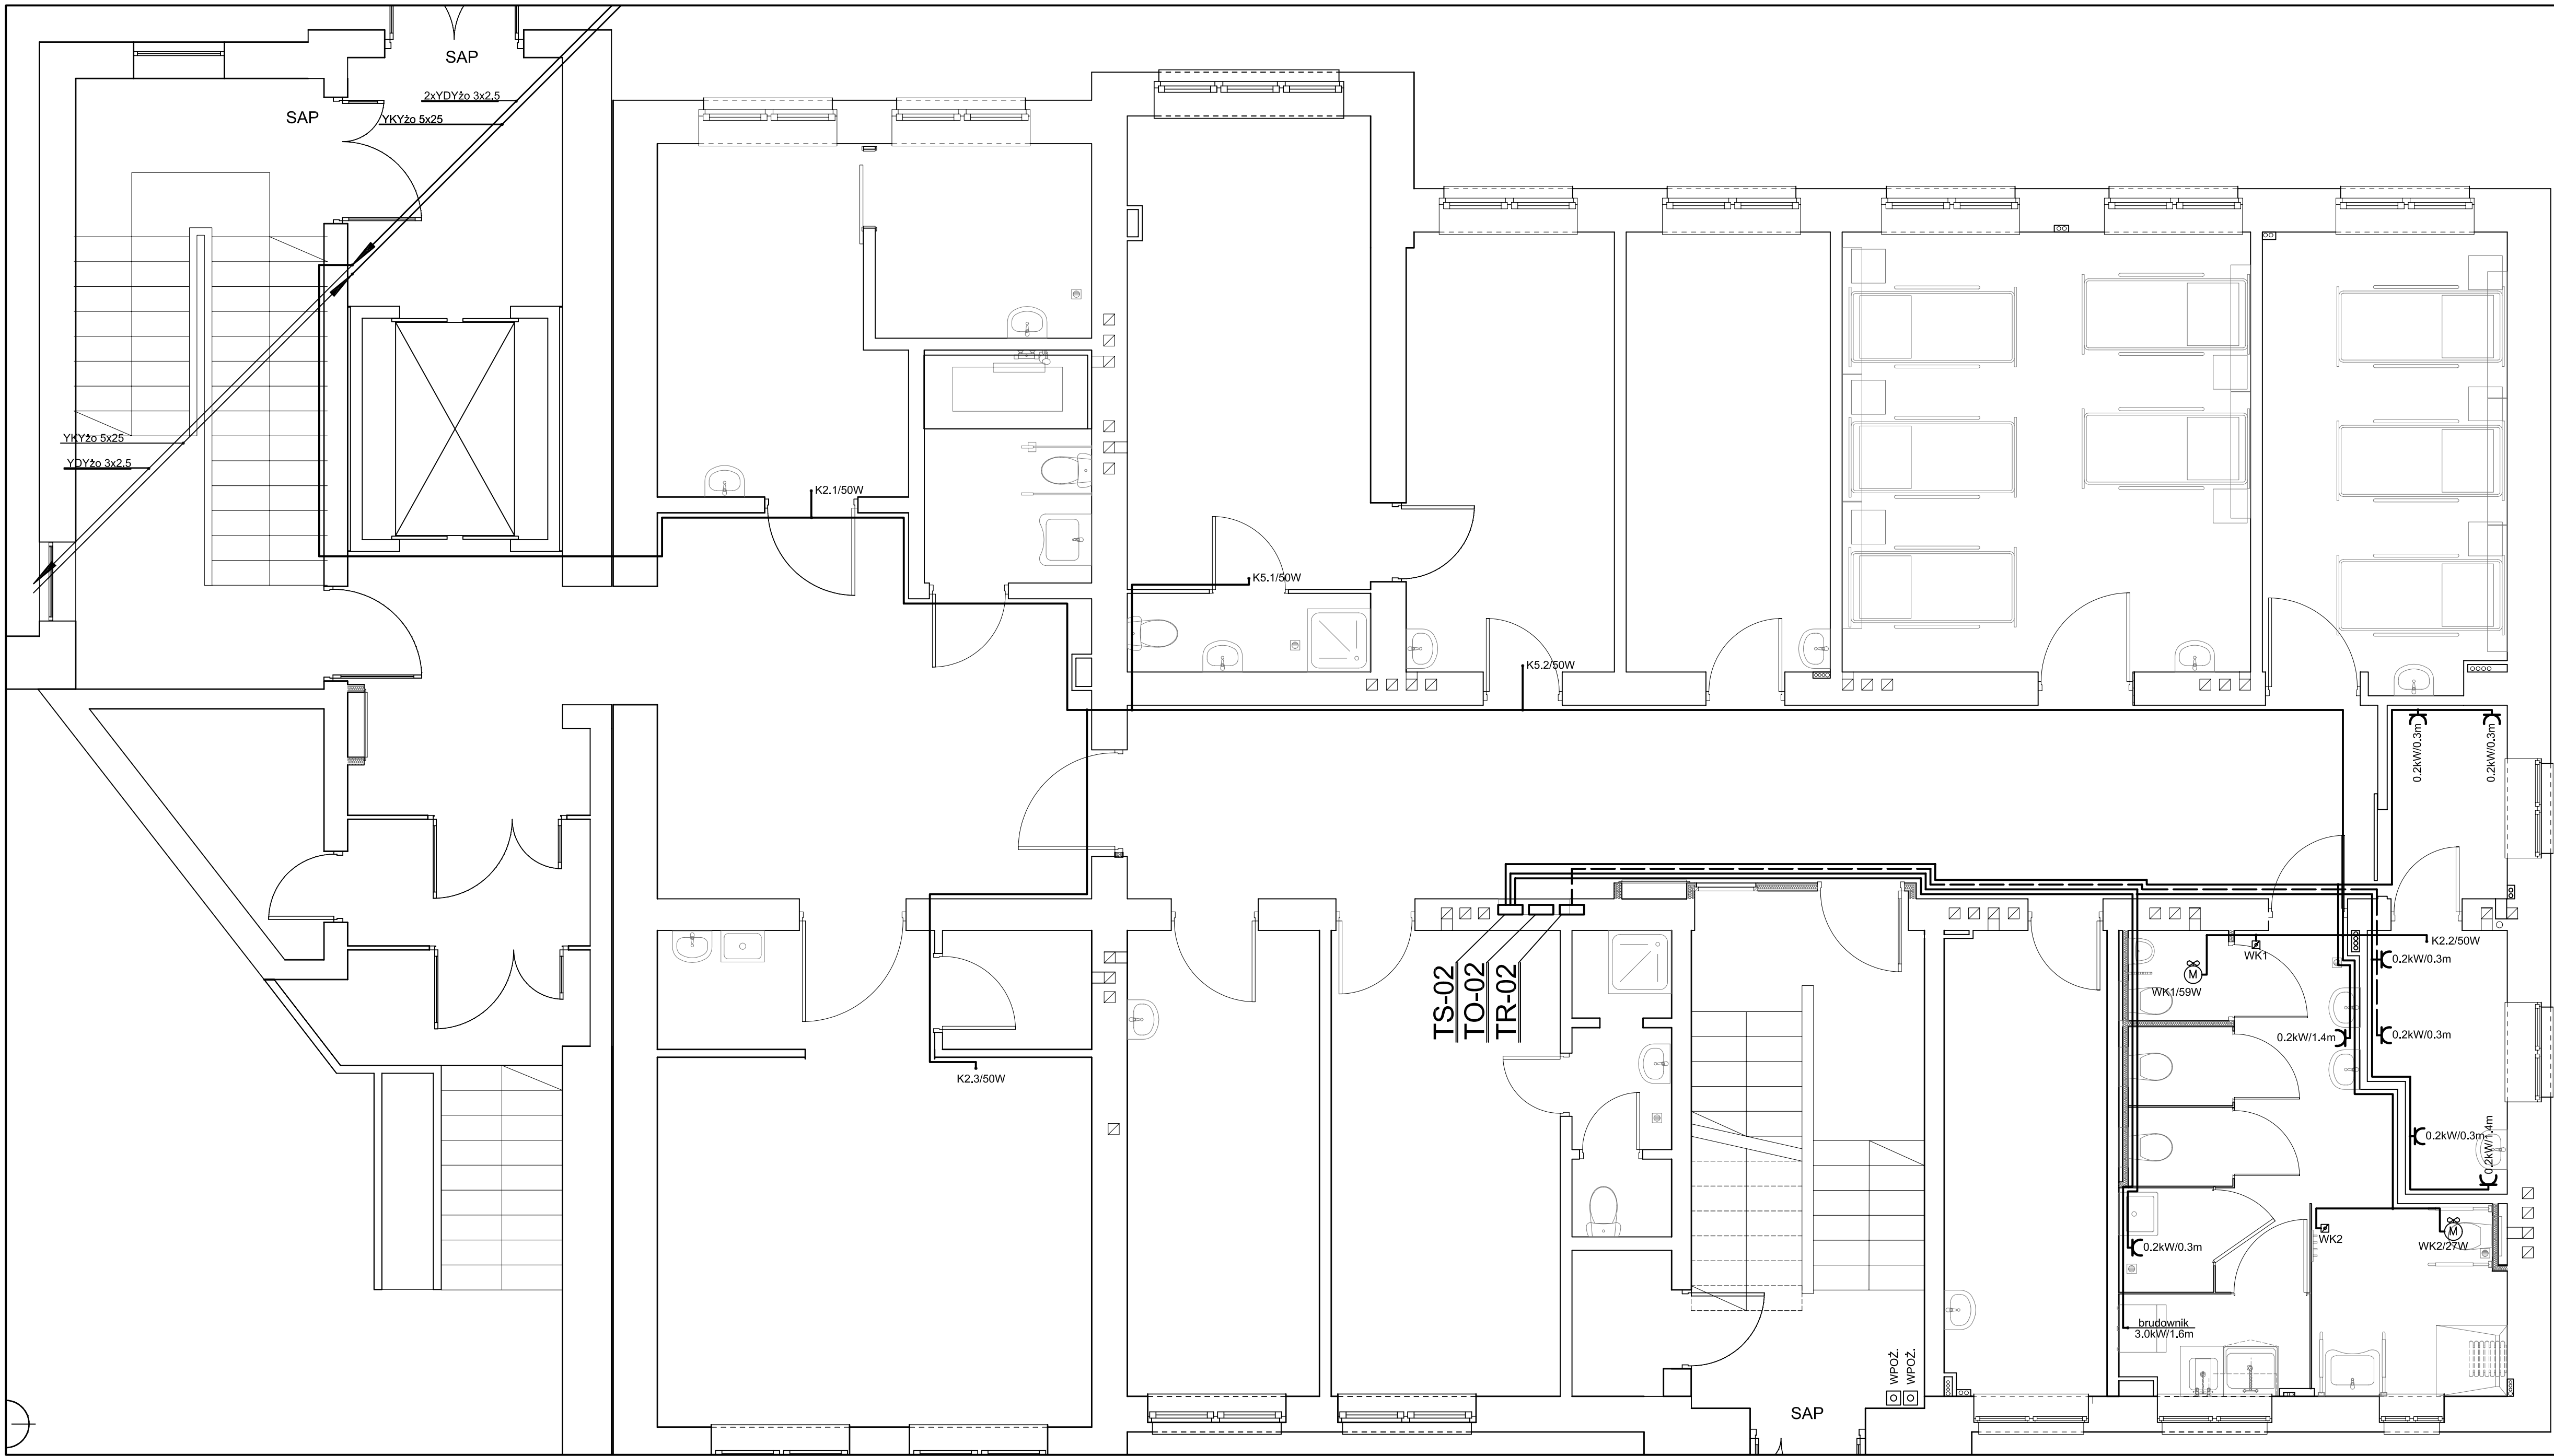 SAP
SAP
2xYDYżo 3x2.5
YKYżo 5x25
YKYżo 5x25
YDYżo 3x2.5
K2.1/50W
K5.1/50W
K5.2/50W
0.2kW/0.3m
0.2kW/0.3m
TS-02
TO-02
TR-02
K2.2/50W
WK1
0.2kW/0.3m
M
WK1/59W
0.2kW/1.4m
0.2kW/0.3m
K2.3/50W
0.2kW/0.3m
0.2kW/1.4m
0.2kW/0.3m
WK2
M
WK2/27W
brudownik
3.0kW/1.6m
WPOŻ.
WPOŻ.
SAP